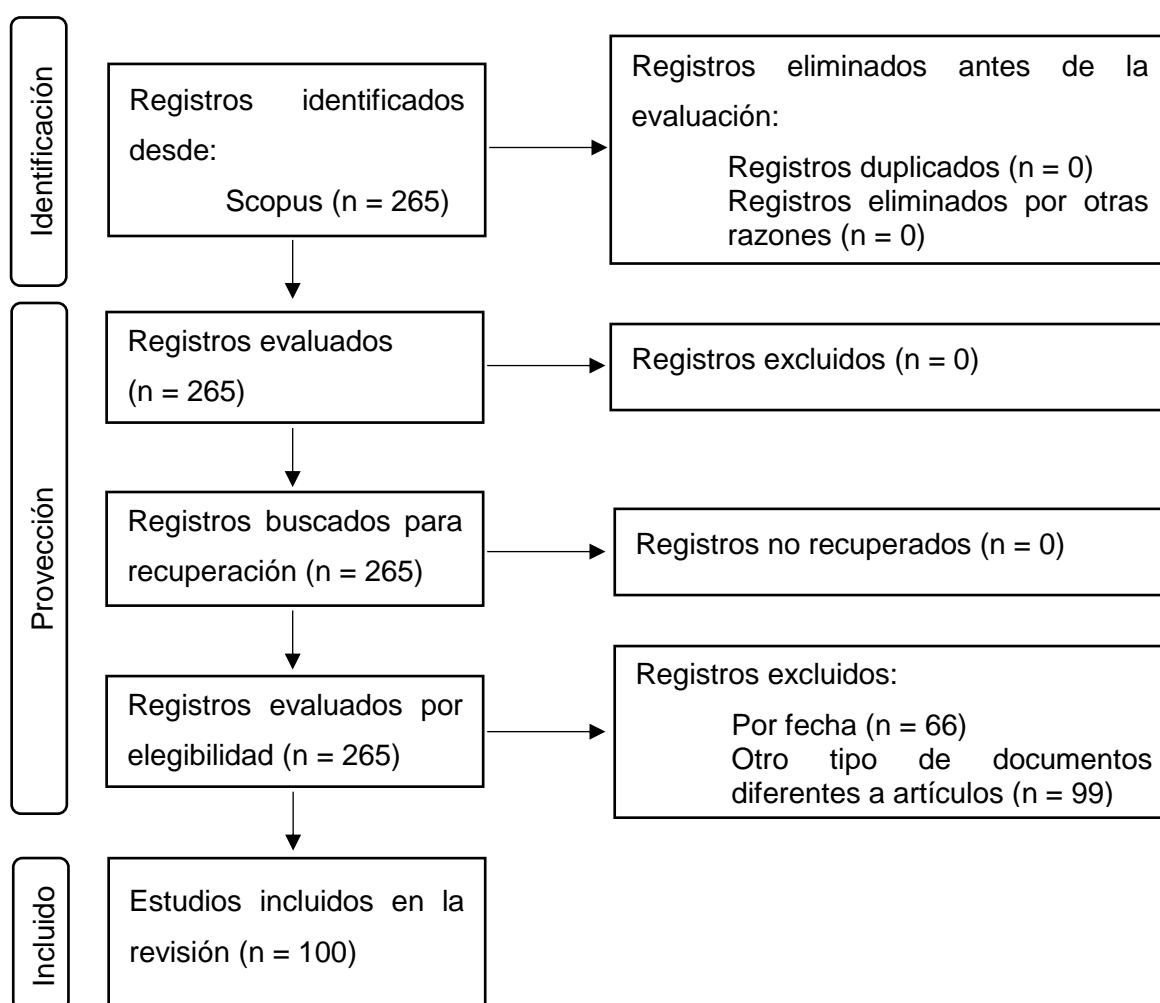 Identificación
Registros identificados
desde:
Scopus (n = 265)
Registros eliminados antes de la
evaluación:
Registros duplicados (n = 0)
Registros eliminados por otras
razones (n = 0)
Provección
Registros evaluados
(n = 265)
Registros excluidos (n = 0)
Registros buscados para
recuperación (n = 265)
Registros no recuperados (n = 0)
Registros evaluados por
elegibilidad (n = 265)
Registros excluidos:
Por fecha (n = 66)
Otro tipo de documentos
diferentes a artículos (n = 99)
Incluido
Estudios incluidos en la
revisión (n = 100)